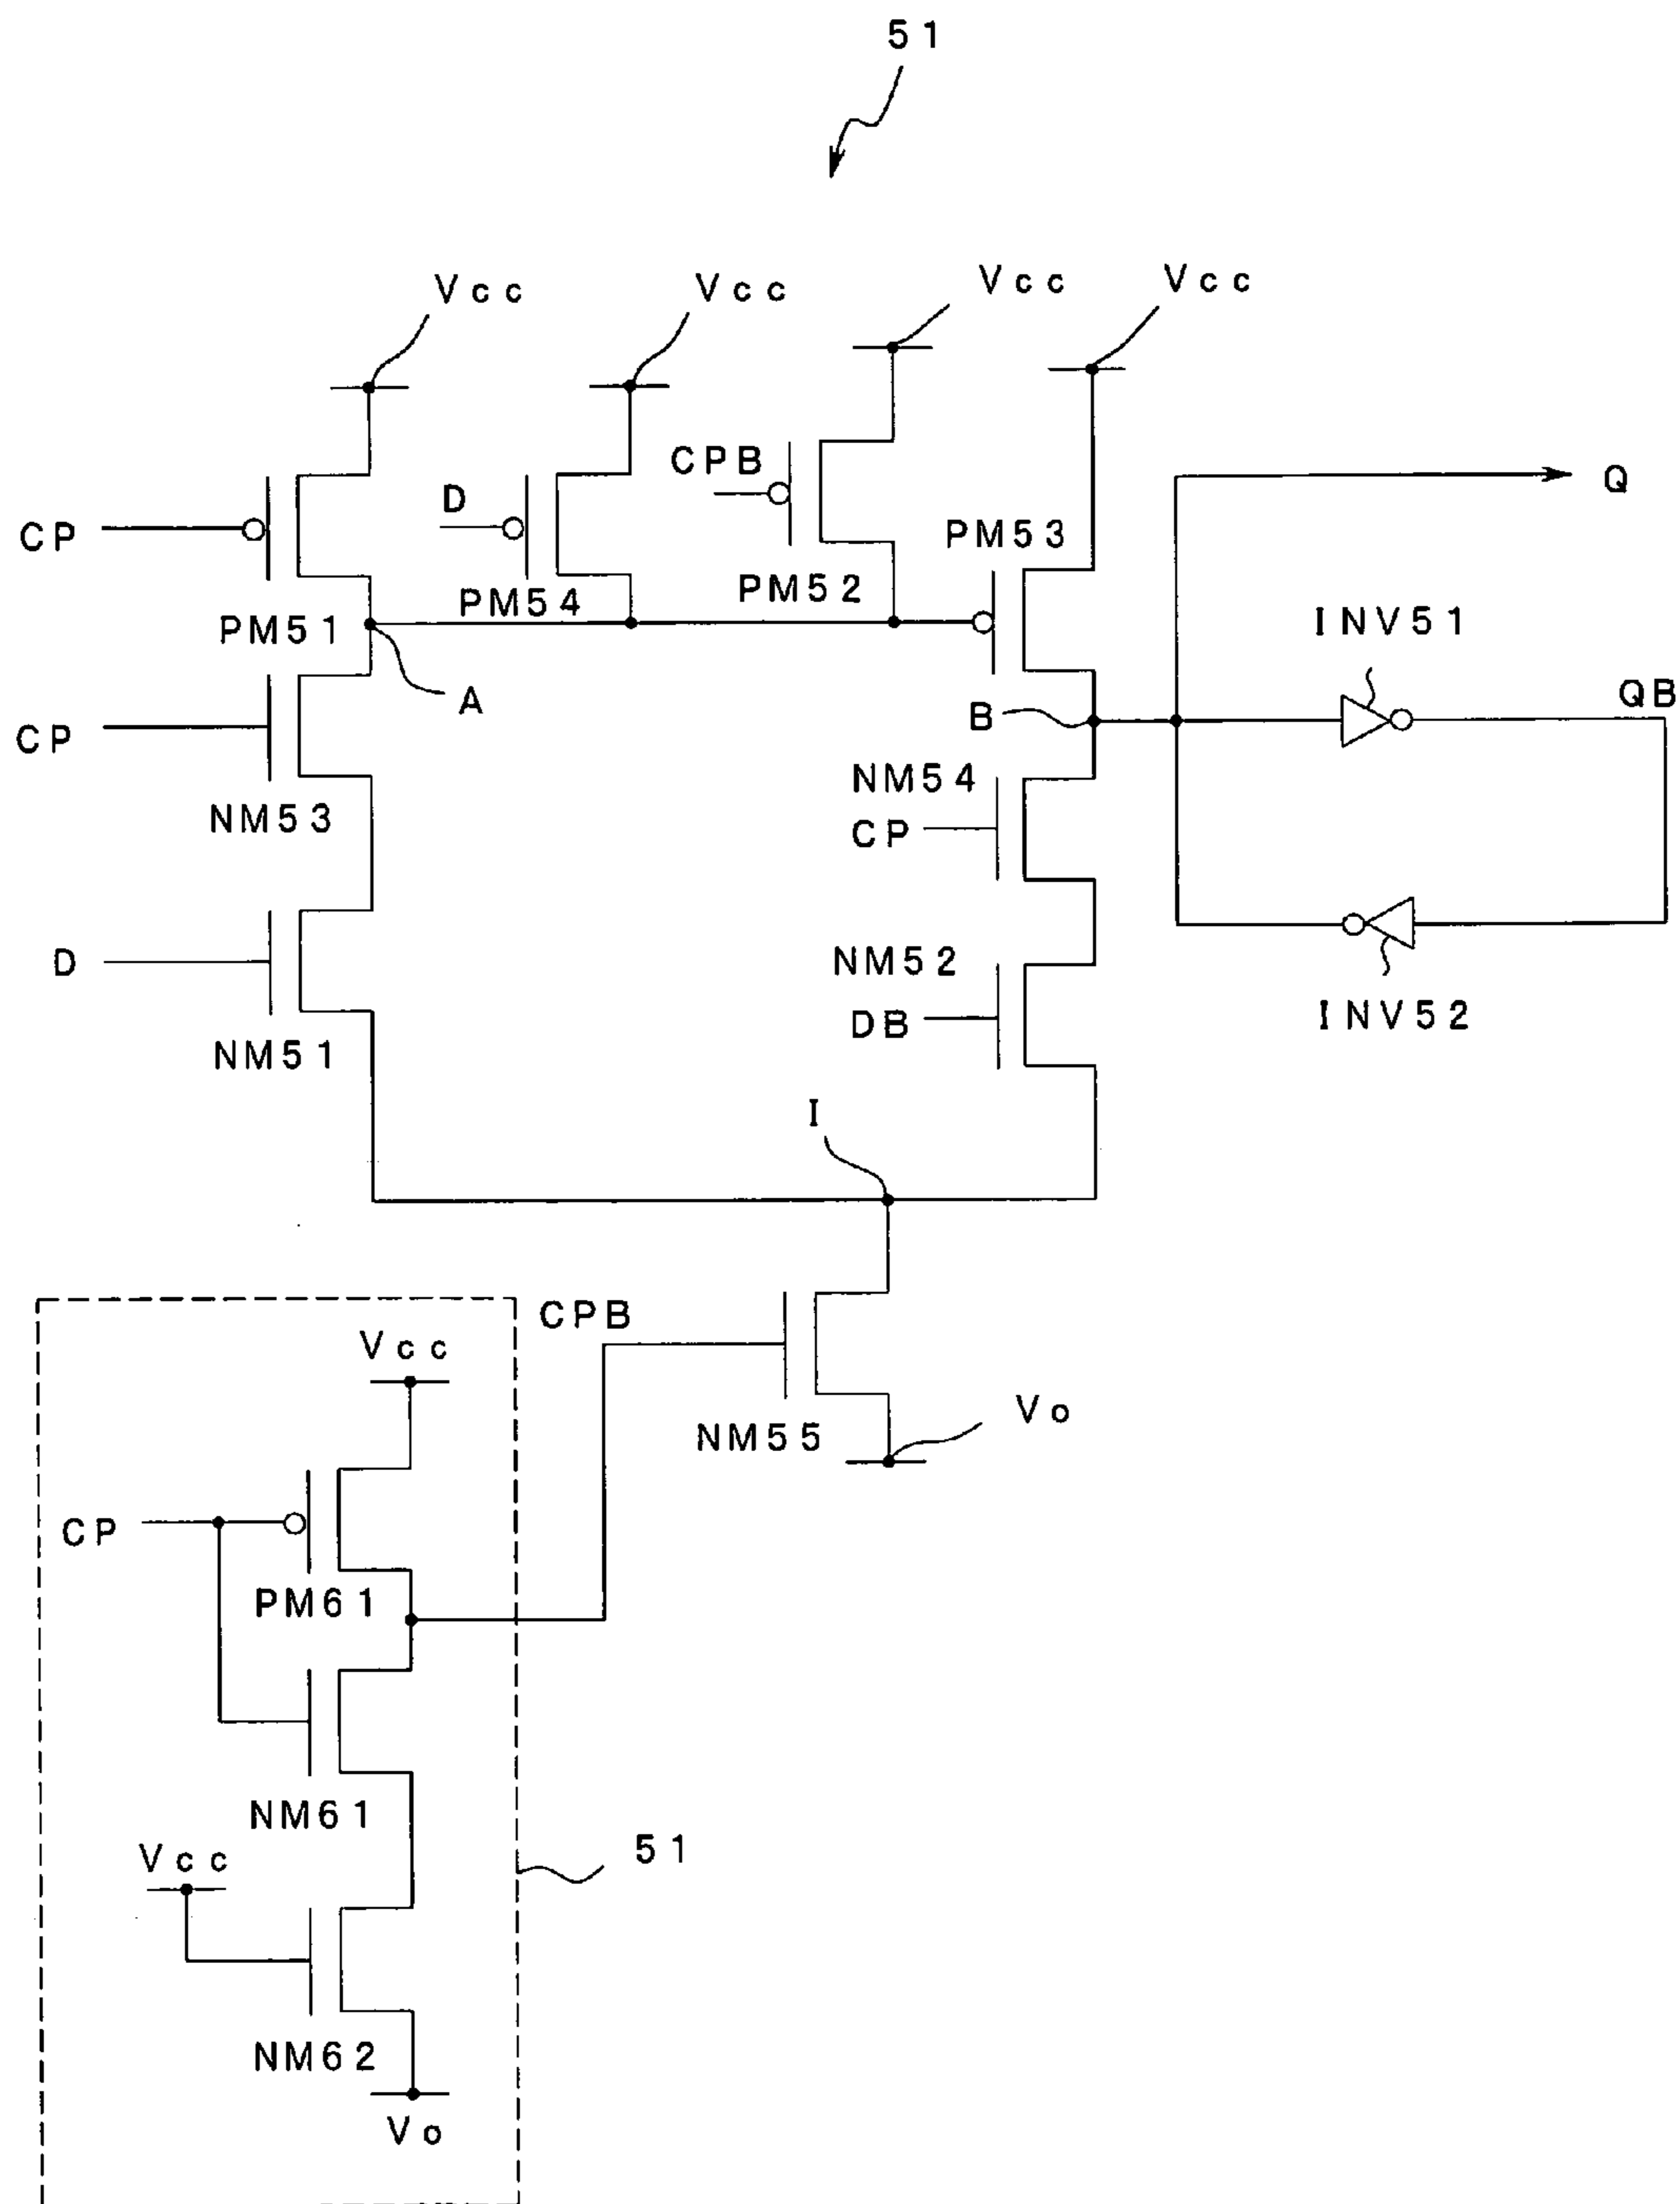 51
Vcc Vcc Vcc Vcc
CPB
D
Q
CP
PM53
PM54
PM52
PM51
INV51
A
QB
B
CP
NM54
NM53
CP
NM52
D
DB
INV52
NM51
I
CPB
Vcc
Vo
NM55
CP
PM61
NM61
51
Vcc
NM62
Vo